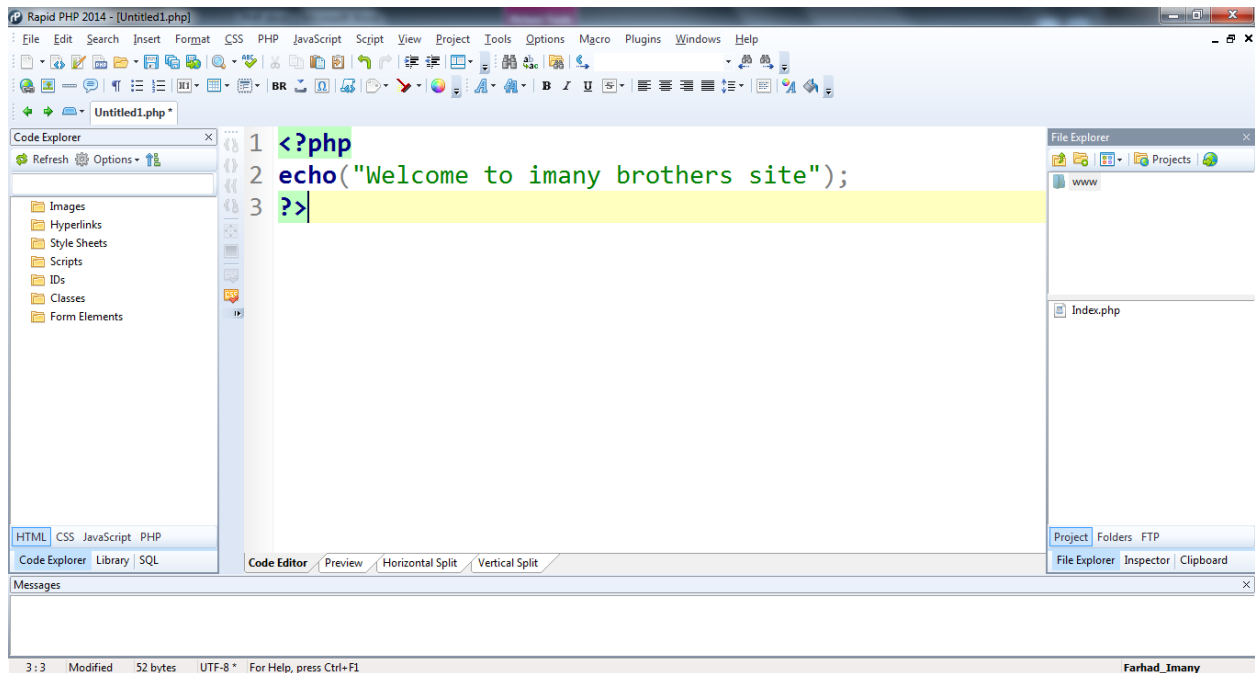 Rapid PHP 2014 - [Untitled1.php]
File Edit Search Insert Format CSS PHP JavaScript Script View Project Tools Options Macro Plugins Windows Help
BR B I U
Untitled1.php *
Code Explorer
Refresh Options
Images
Hyperlinks
Style Sheets
Scripts
IDs
Classes
Form Elements
HTML CSS JavaScript PHP
Code Explorer Library SQL
1 <?php
2 echo("Welcome to imany brothers site");
3 ?>
Code Editor Preview Horizontal Split Vertical Split
File Explorer
Projects
www
Index.php
Project Folders FTP
File Explorer Inspector Clipboard
Messages
3 : 3 Modified 52 bytes UTF-8 * For Help, press Ctrl+F1 Farhad_Imany